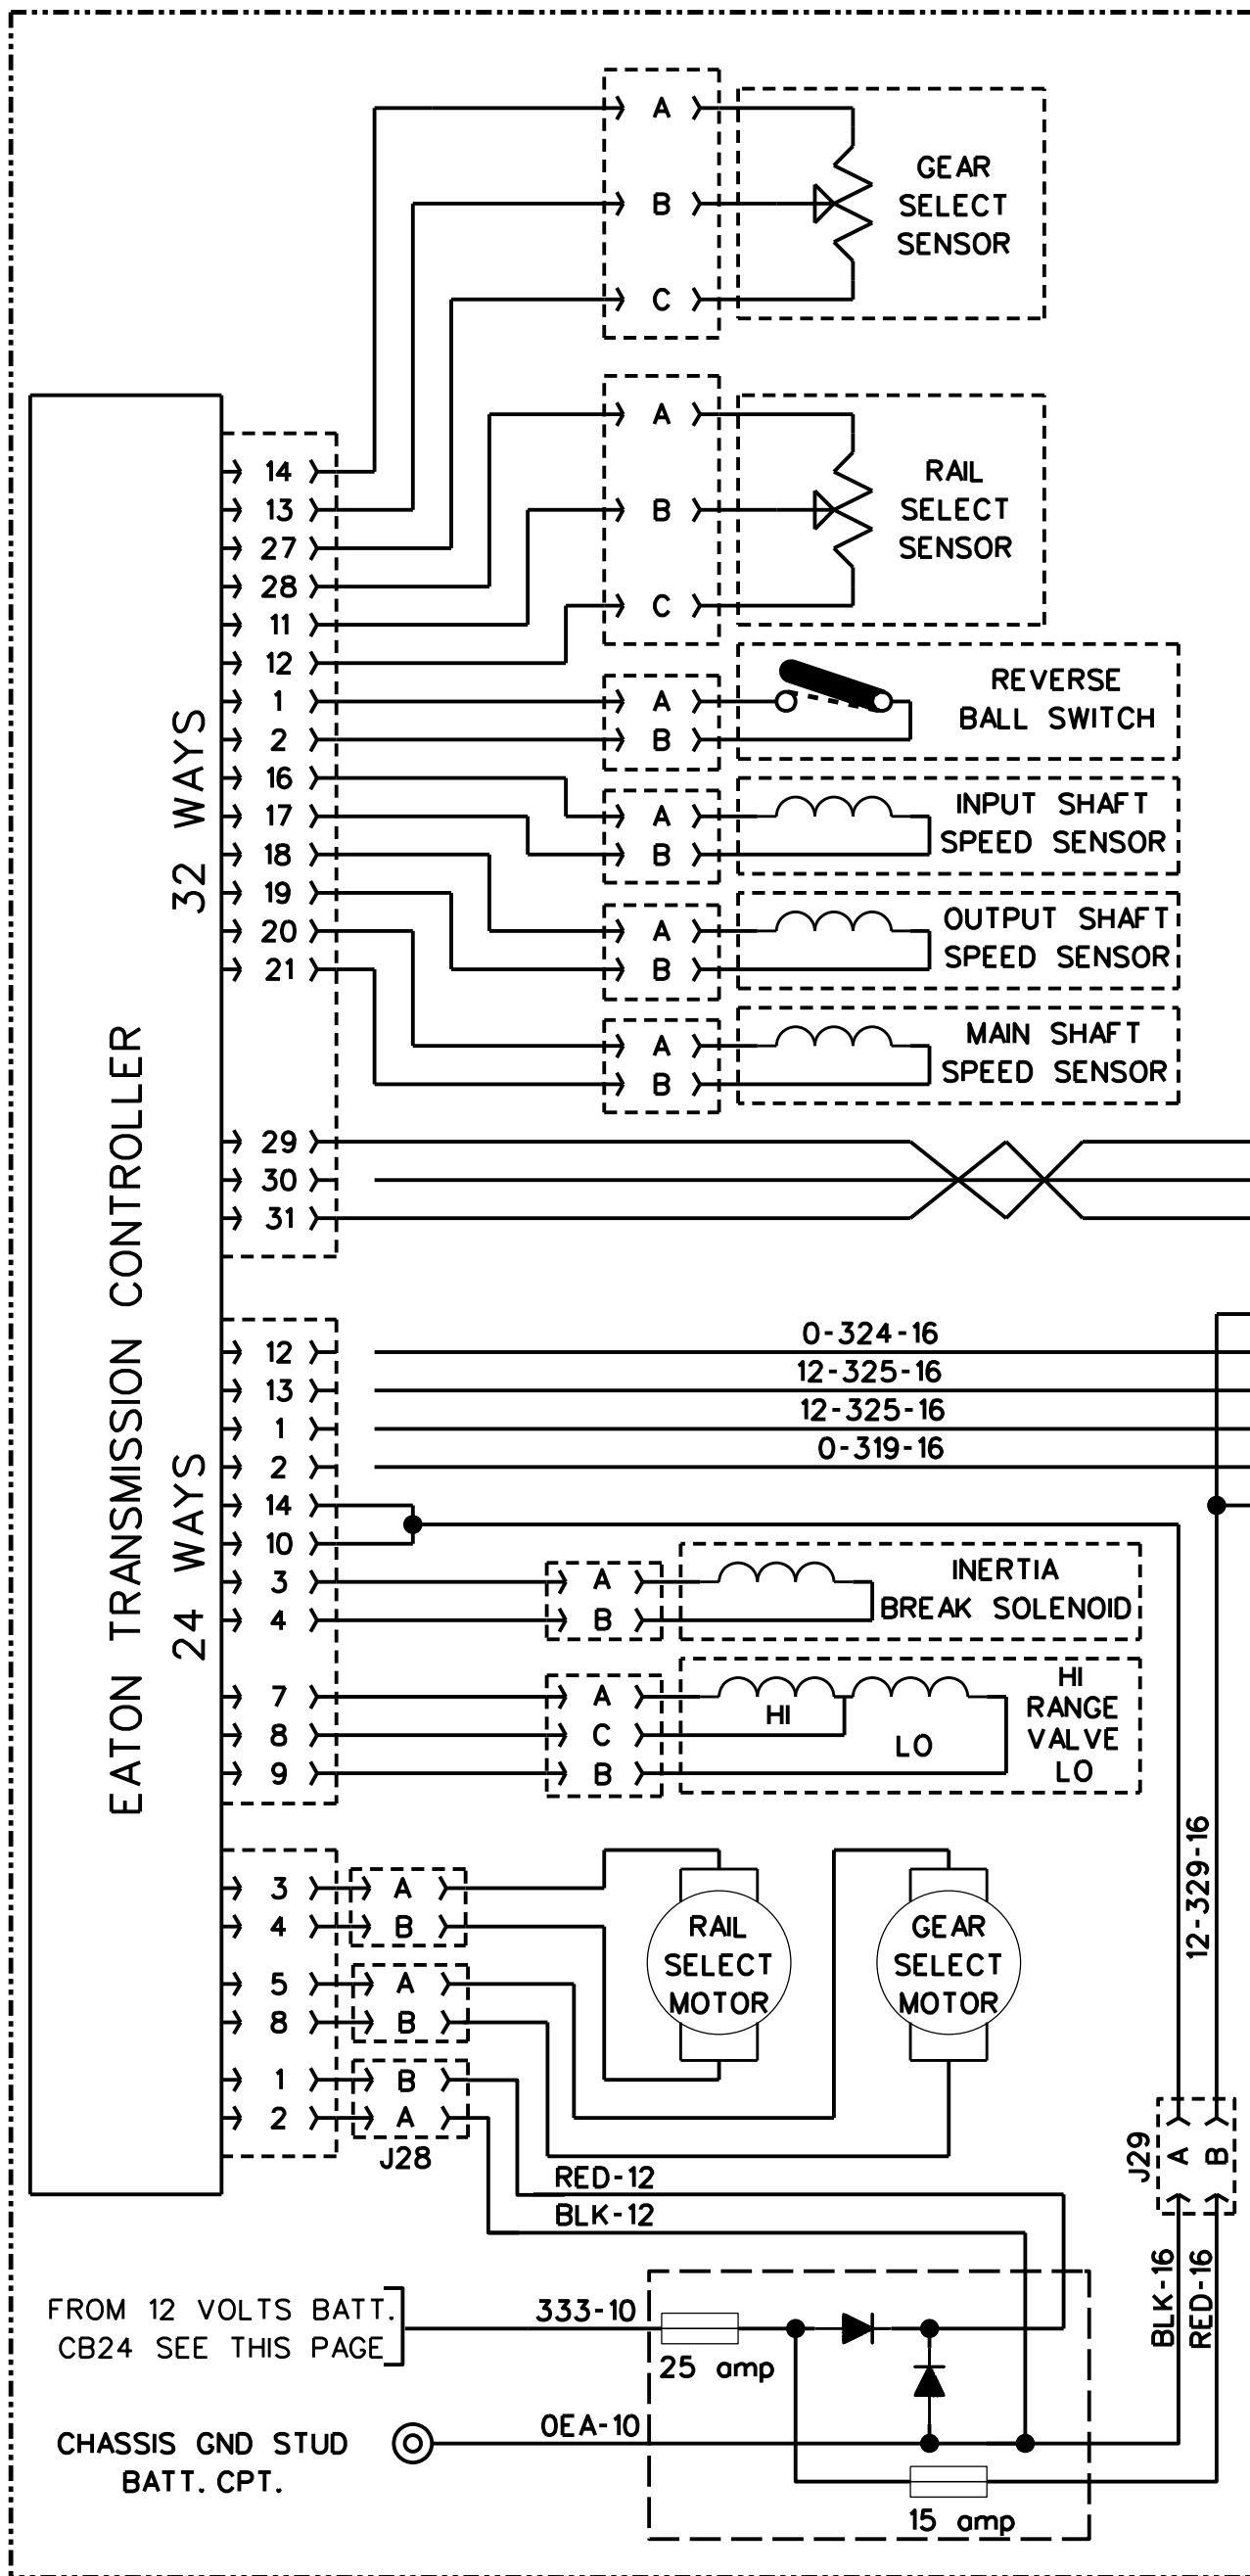 A
B
C
GEAR
SELECT
SENSOR
A
B
C
RAIL
SELECT
SENSOR
14
13
27
28
11
12
1
2
16
17
18
19
20
21
29
30
31
32 WAYS
A
B
REVERSE
BALL SWITCH
A
B
INPUT SHAFT
SPEED SENSOR
A
B
OUTPUT SHAFT
SPEED SENSOR
A
B
MAIN SHAFT
SPEED SENSOR
EATON TRANSMISSION CONTROLLER
24 WAYS
12
13
1
2
14
10
3
4
7
8
9
0-324-16
12-325-16
12-325-16
0-319-16
A
B
INERTIA
BREAK SOLENOID
A
C
B
HI
LO
HI
RANGE
VALVE
LO
12-329-16
3
4
5
8
1
2
A
B
A
B
B
A
J28
RAIL
SELECT
MOTOR
GEAR
SELECT
MOTOR
J29
A
B
RED-12
BLK-12
BLK-16
RED-16
FROM 12 VOLTS BATT.
CB24 SEE THIS PAGE
333-10
25 amp
CHASSIS GND STUD
BATT. CPT.
0EA-10
15 amp